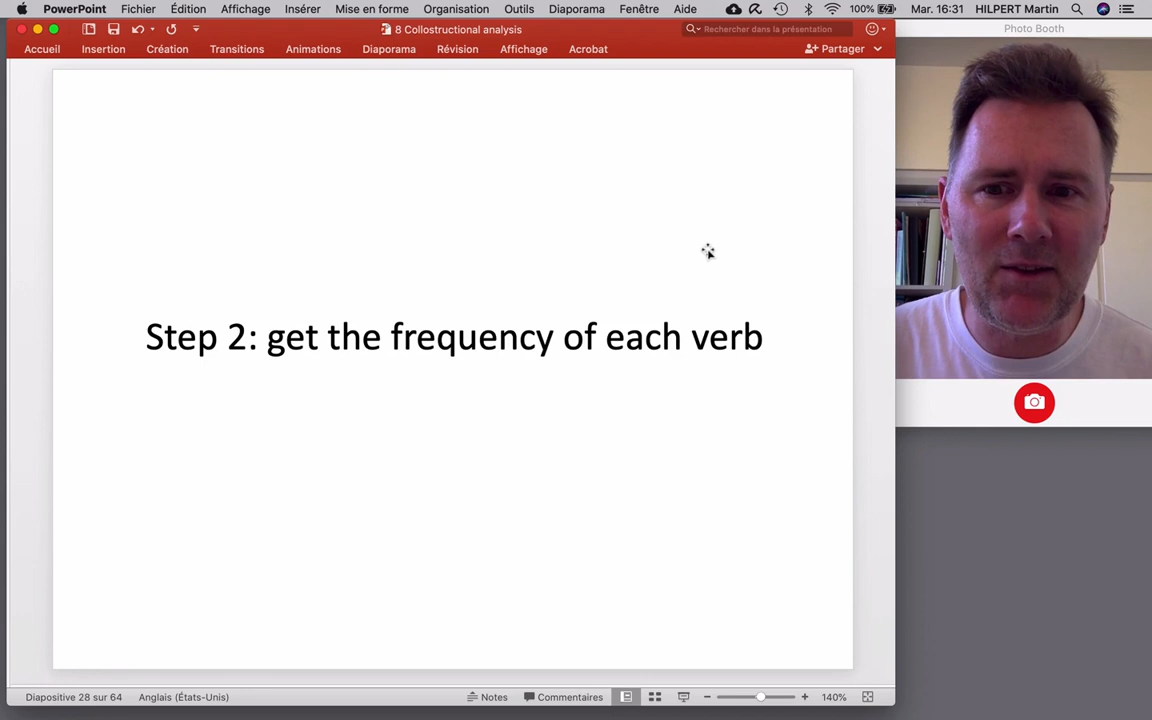 PowerPoint Fichier Édition Affichage Insérer Mise en forme Organisation Outils Diaporama Fenêtre Aide 100% Mar. 16:31 HILPERT Martin
8 Collostructional analysis
Rechercher dans la présentation
Photo Booth
Accueil Insertion Création Transitions Animations Diaporama Révision Affichage Acrobat Partager
Step 2: get the frequency of each verb
Diapositive 28 sur 64 Anglais (États-Unis) Notes Commentaires 140%